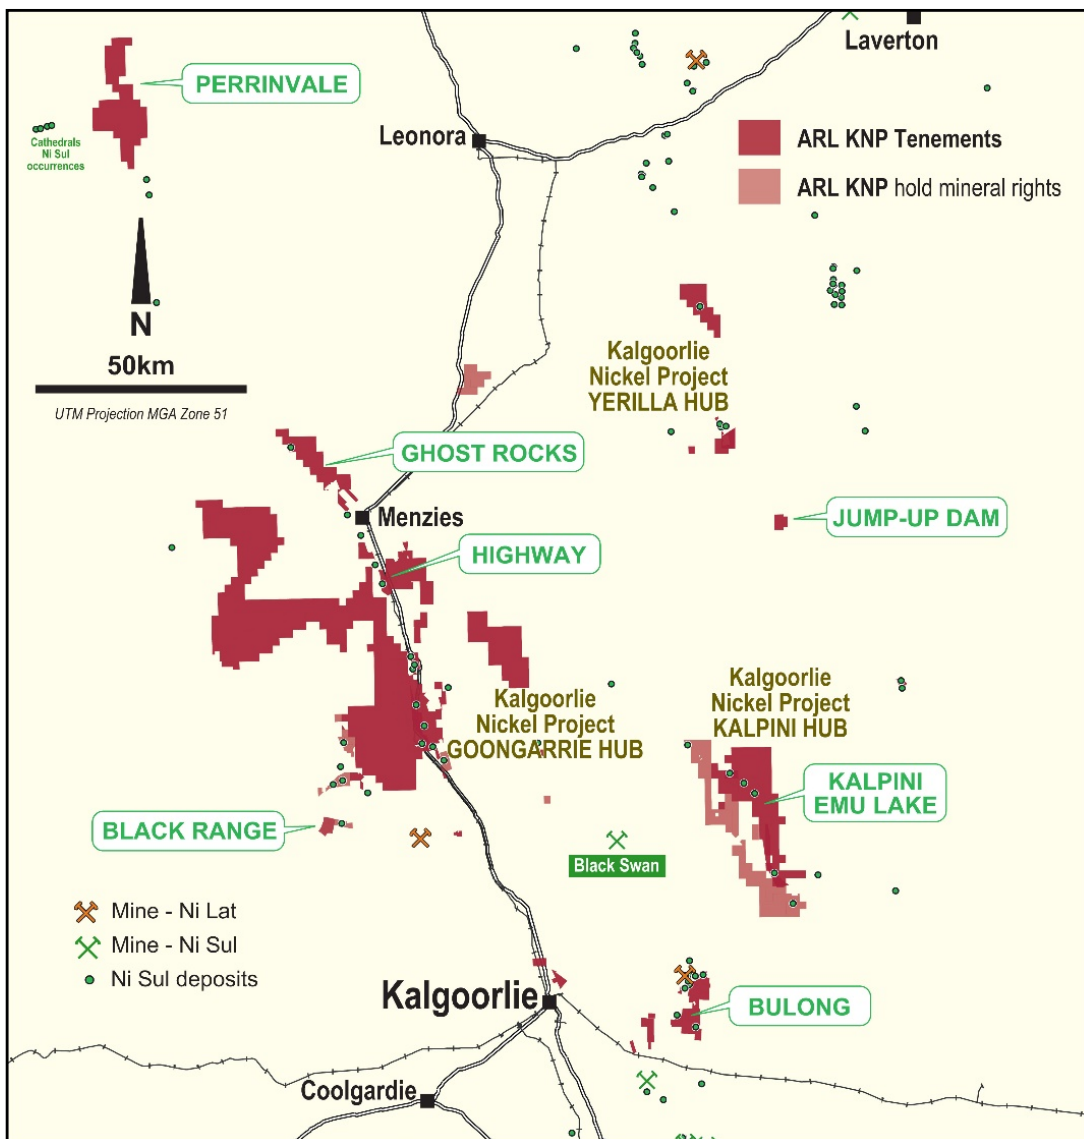 Laverton
PERRINVALE
Leonora
Cathedrals
Ni Sul
occurrences
ARL KNP Tenements
ARL KNP hold mineral rights
N
50km
UTM Projection MGA Zone 51
Kalgoorlie
Nickel Project
YERILLA HUB
GHOST ROCKS
Menzies
JUMP-UP DAM
HIGHWAY
Kalgoorlie
Nickel Project
GOONGARRIE HUB
Kalgoorlie
Nickel Project
KALPINI HUB
KALPINI
EMU LAKE
BLACK RANGE
Black Swan
Mine - Ni Lat
Mine - Ni Sul
Ni Sul deposits
Kalgoorlie
BULONG
Coolgardie